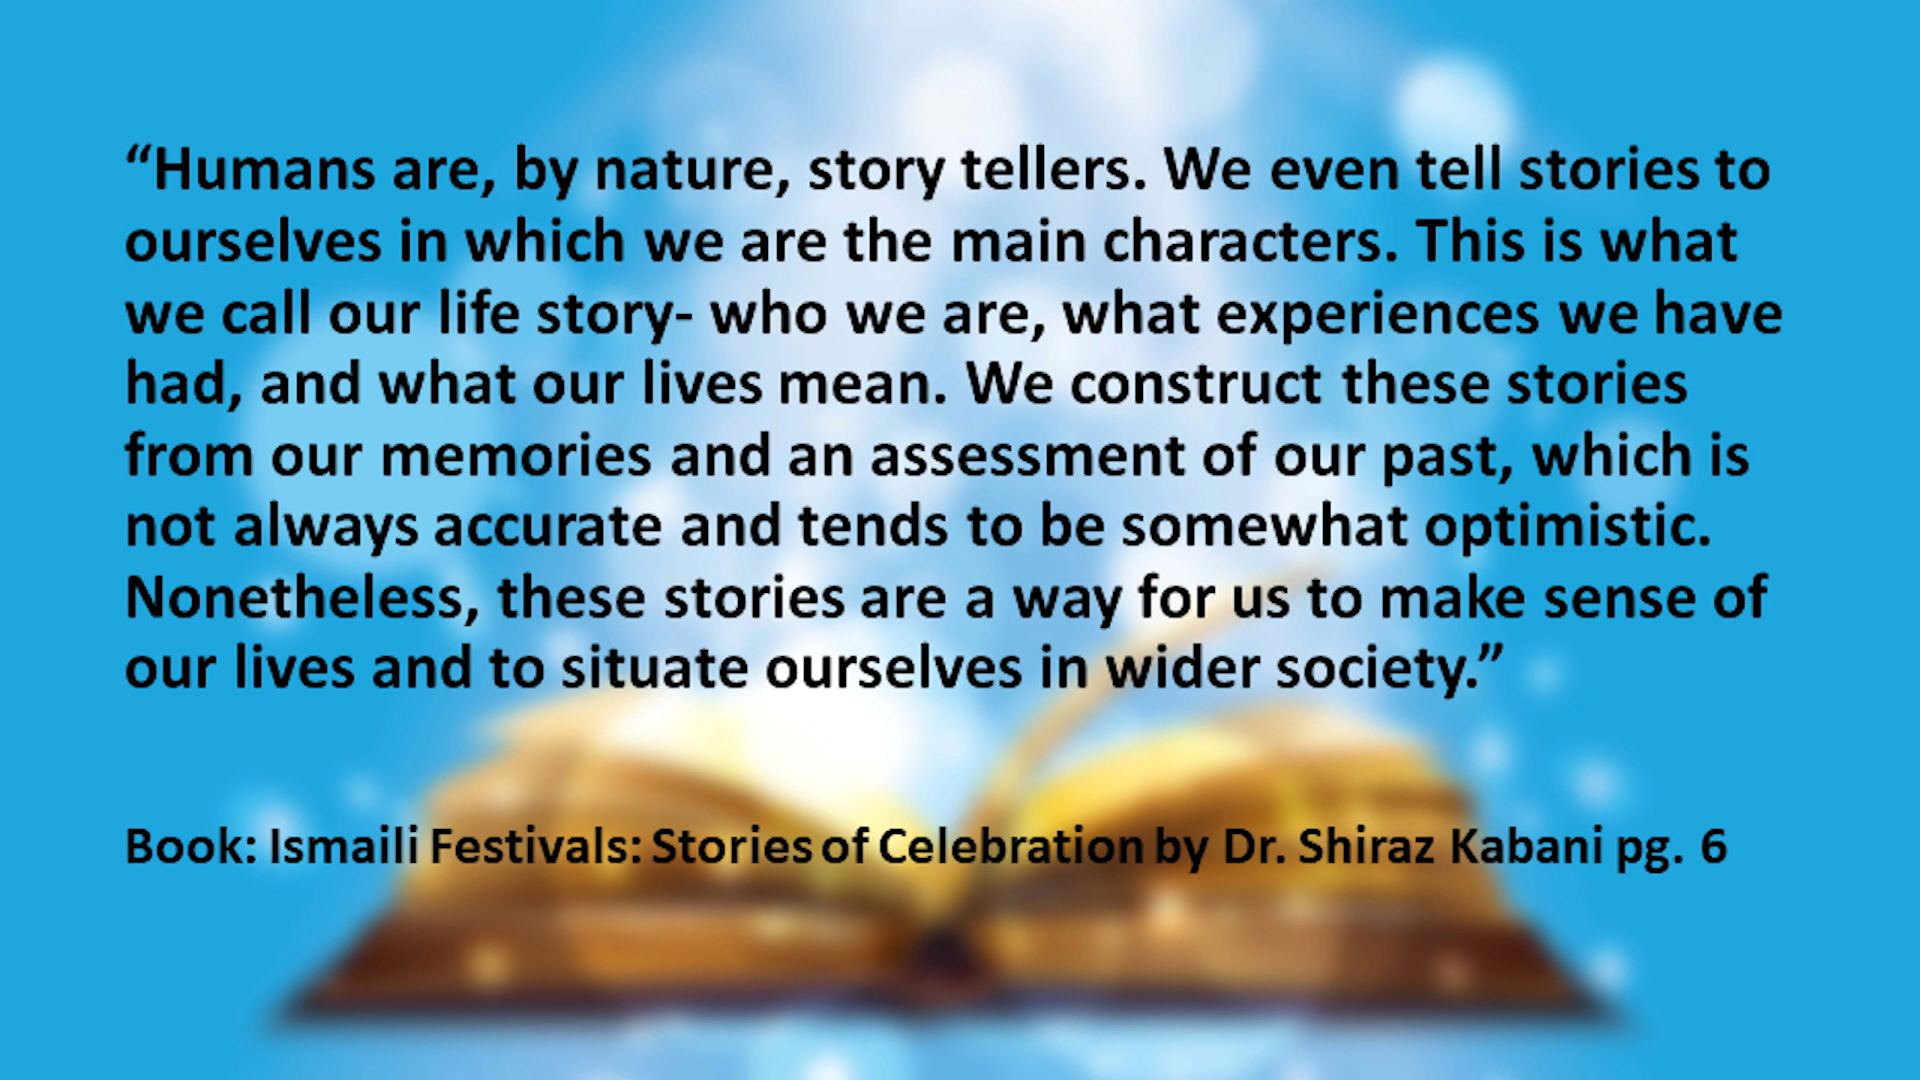 “Humans are, by nature, story tellers. We even tell stories to
ourselves in which we are the main characters. This is what
we call our life story- who we are, what experiences we have
had, and what our lives mean. We construct these stories
from our memories and an assessment of our past, which is
not always accurate and tends to be somewhat optimistic.
Nonetheless, these stories are a way for us to make sense of
our lives and to situate ourselves in wider society.”
Book: Ismaili Festivals: Stories of Celebration by Dr. Shiraz Kabani pg. 6